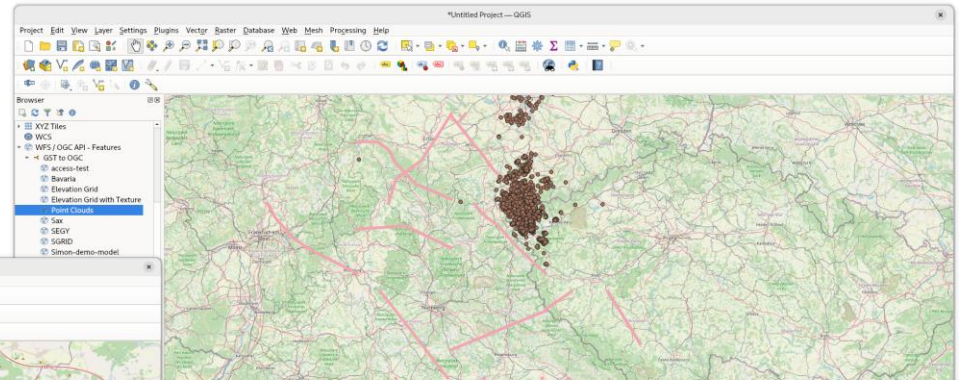 *Untitled Project — QGIS
Project Edit View Layer Settings Plugins Vector Raster Database Web Mesh Processing Help
Browser
XYZ Tiles
WCS
WFS / OGC API - Features
GST to OGC
access-test
Bavaria
Elevation Grid
Elevation Grid with Texture
Point Clouds
Sax
SEGY
SGRID
Simon-demo-model